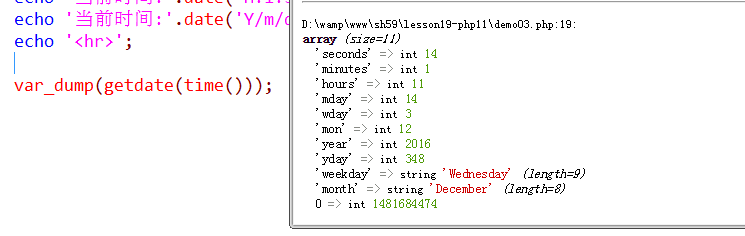 echo '当前时间:'.date('
echo '当前时间:'.date('Y/m/
echo '<hr>';
var_dump(getdate(time()));
D:\wamp\www\sh59\lesson19-php11\demo03.php:19:
array (size=11)
'seconds' => int 14
'minutes' => int 1
'hours' => int 11
'mday' => int 14
'wday' => int 3
'mon' => int 12
'year' => int 2016
'yday' => int 348
'weekday' => string 'Wednesday' (length=9)
'month' => string 'December' (length=8)
0 => int 1481684474